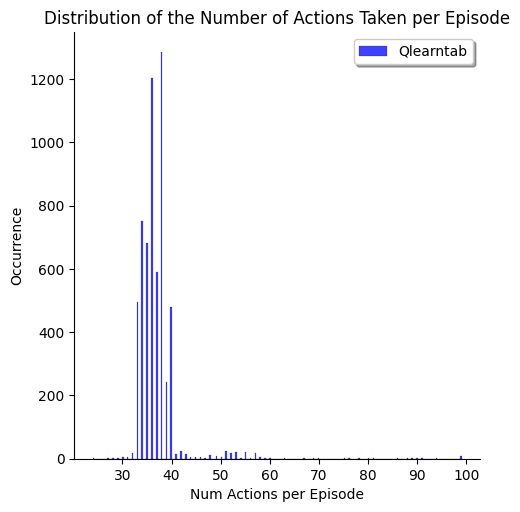 Distribution of the Number of Actions Taken per Episode
Qlearntab
1200
1000
800
600
400
200
0
Occurrence
30 40 50 60 70 80 90 100
Num Actions per Episode